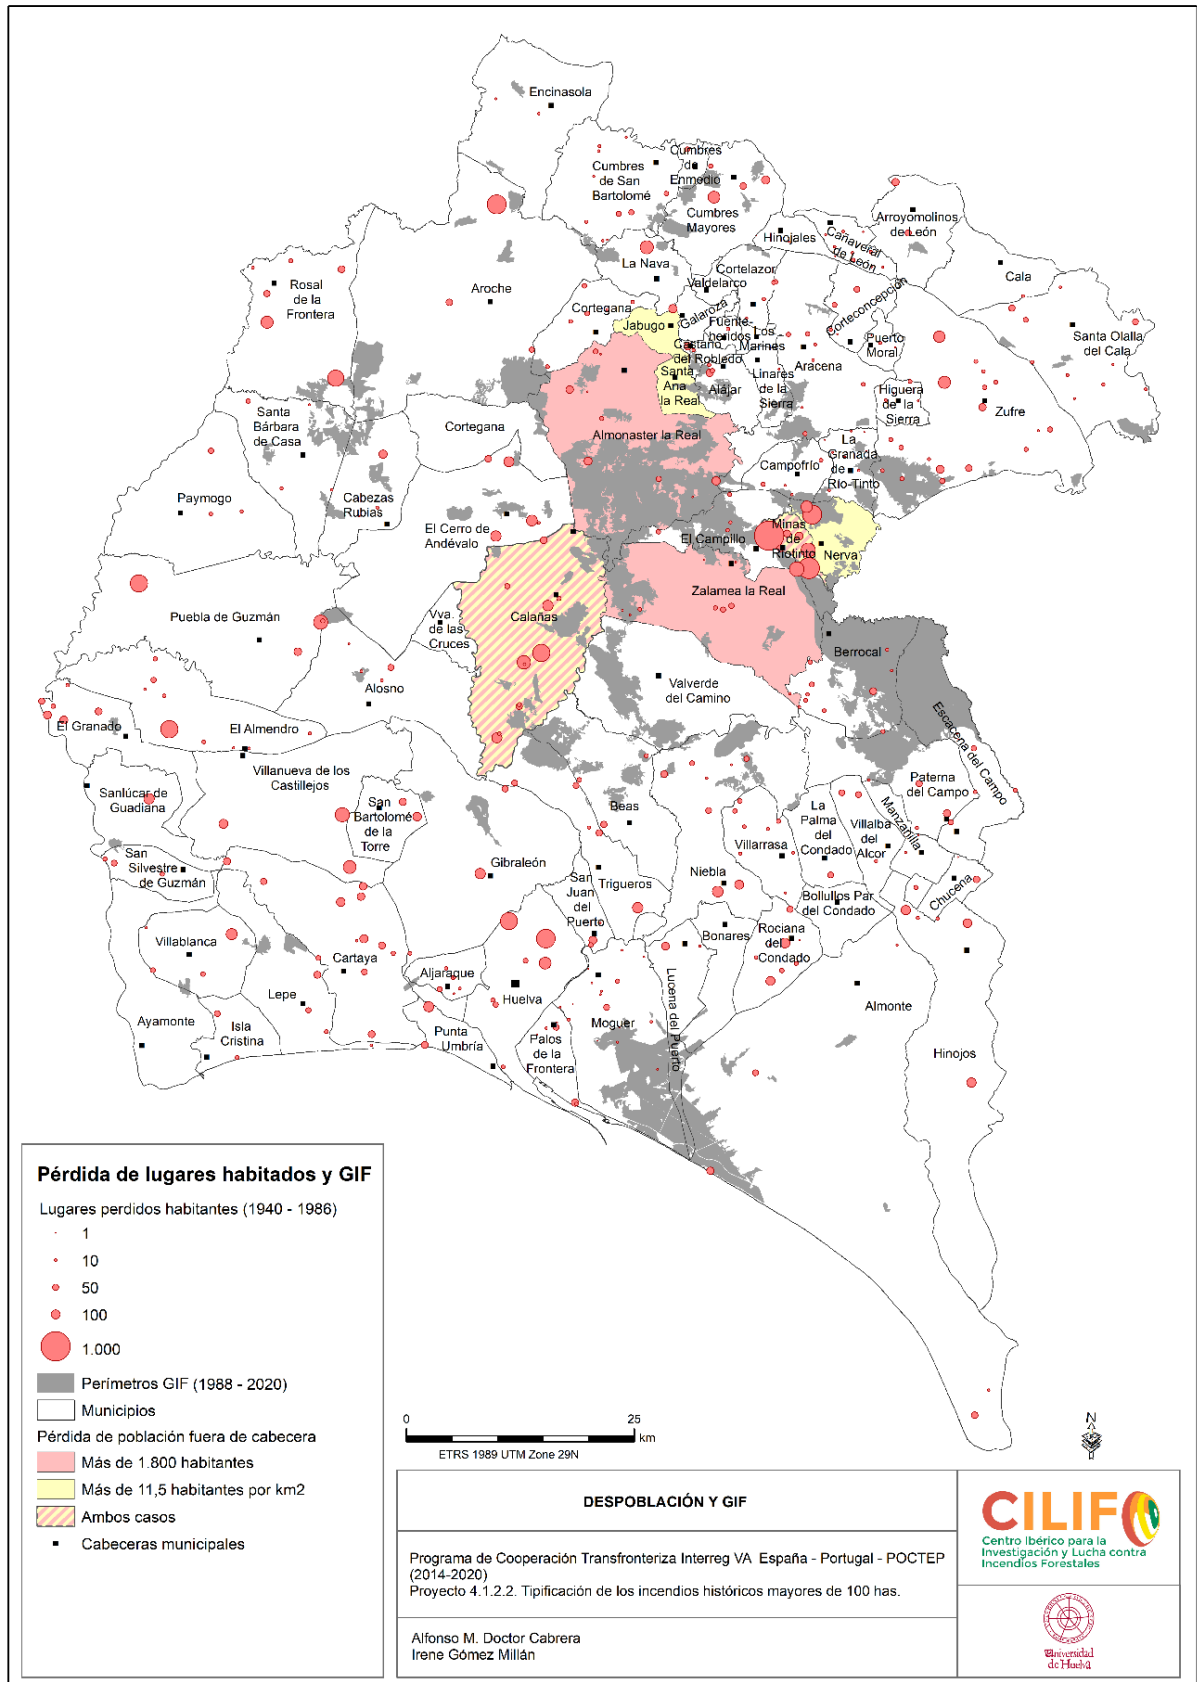 Encinasola
Cumbres
de San
Bartolomé
Cumbres
de
Enmedio
Cumbres
Mayores
Arroyomolinos
de León
Hinojales
Cañaveral
de León
La Nava
Cortelazor
Valdelarco
Cala
Rosal
de la
Frontera
Aroche
Cortegana
Galaroza
Jabugo
Fuente-
heridos
Los
Marines
Corteconcepción
Puerto
Moral
Santa Olalla
del Cala
Castaño
del Robledo
Santa
Ana
la Real
Alájar
Linares
de la
Sierra
Aracena
Higuera
de la
Sierra
Zufre
Santa
Bárbara
de Casa
Cortegana
Almonaster la Real
La
Granada
de
Río-Tinto
Campofrío
Paymogo
Cabezas
Rubias
El Cerro de
Andévalo
El Campillo
Minas
de
Riotinto
Nerva
Zalamea la Real
Puebla de Guzmán
Vva.
de las
Cruces
Calañas
Berrocal
Valverde
del Camino
Alosno
El Granado
El Almendro
Escacena del Campo
Villanueva de los
Castillejos
Paterna
del Campo
Sanlúcar de
Guadiana
San
Bartolomé
de la
Torre
Beas
La
Palma
del
Condado
Villalba
del
Alcor
Manzanilla
Villarrasa
San
Silvestre
de Guzmán
Gibraleón
San
Juan
del
Puerto
Trigueros
Niebla
Chucena
Bollullos Par
del Condado
Villablanca
Cartaya
Bonares
Rociana
del
Condado
Aljaraque
Lepe
Huelva
Lucena del Puerto
Almonte
Ayamonte
Isla
Cristina
Punta
Umbría
Palos
de la
Frontera
Moguer
Hinojos
Pérdida de lugares habitados y GIF
Lugares perdidos habitantes (1940 - 1986)
1
10
50
100
1.000
Perímetros GIF (1988 - 2020)
Municipios
Pérdida de población fuera de cabecera
Más de 1.800 habitantes
Más de 11,5 habitantes por km2
Ambos casos
Cabeceras municipales
0 25
km
ETRS 1989 UTM Zone 29N
N
DESPOBLACIÓN Y GIF
Programa de Cooperación Transfronteriza Interreg VA España - Portugal - POCTEP
(2014-2020)
Proyecto 4.1.2.2. Tipificación de los incendios históricos mayores de 100 has.
Alfonso M. Doctor Cabrera
Irene Gómez Millán
CILIFO
Centro Ibérico para la
Investigación y Lucha contra
Incendios Forestales
Universidad
de Huelva